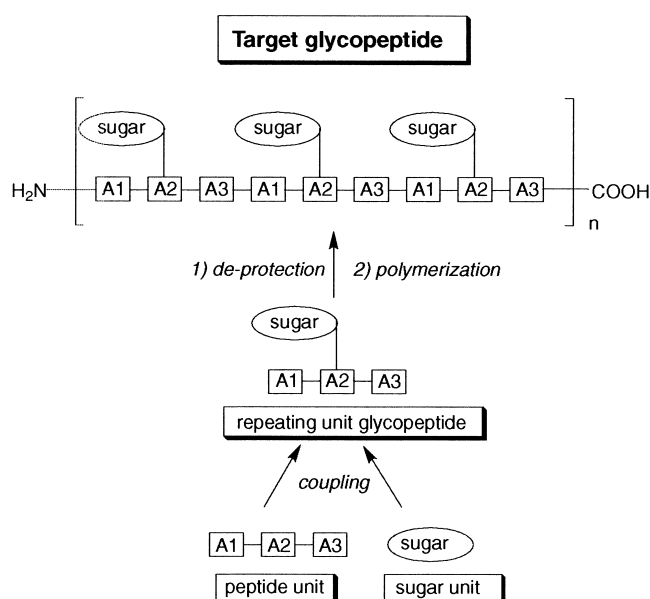 Target glycopeptide
sugar sugar sugar
H₂N A1 A2 A3 A1 A2 A3 A1 A2 A3 COOH
n
1) de-protection 2) polymerization
sugar
A1 A2 A3
repeating unit glycopeptide
coupling
A1 A2 A3 sugar
peptide unit sugar unit